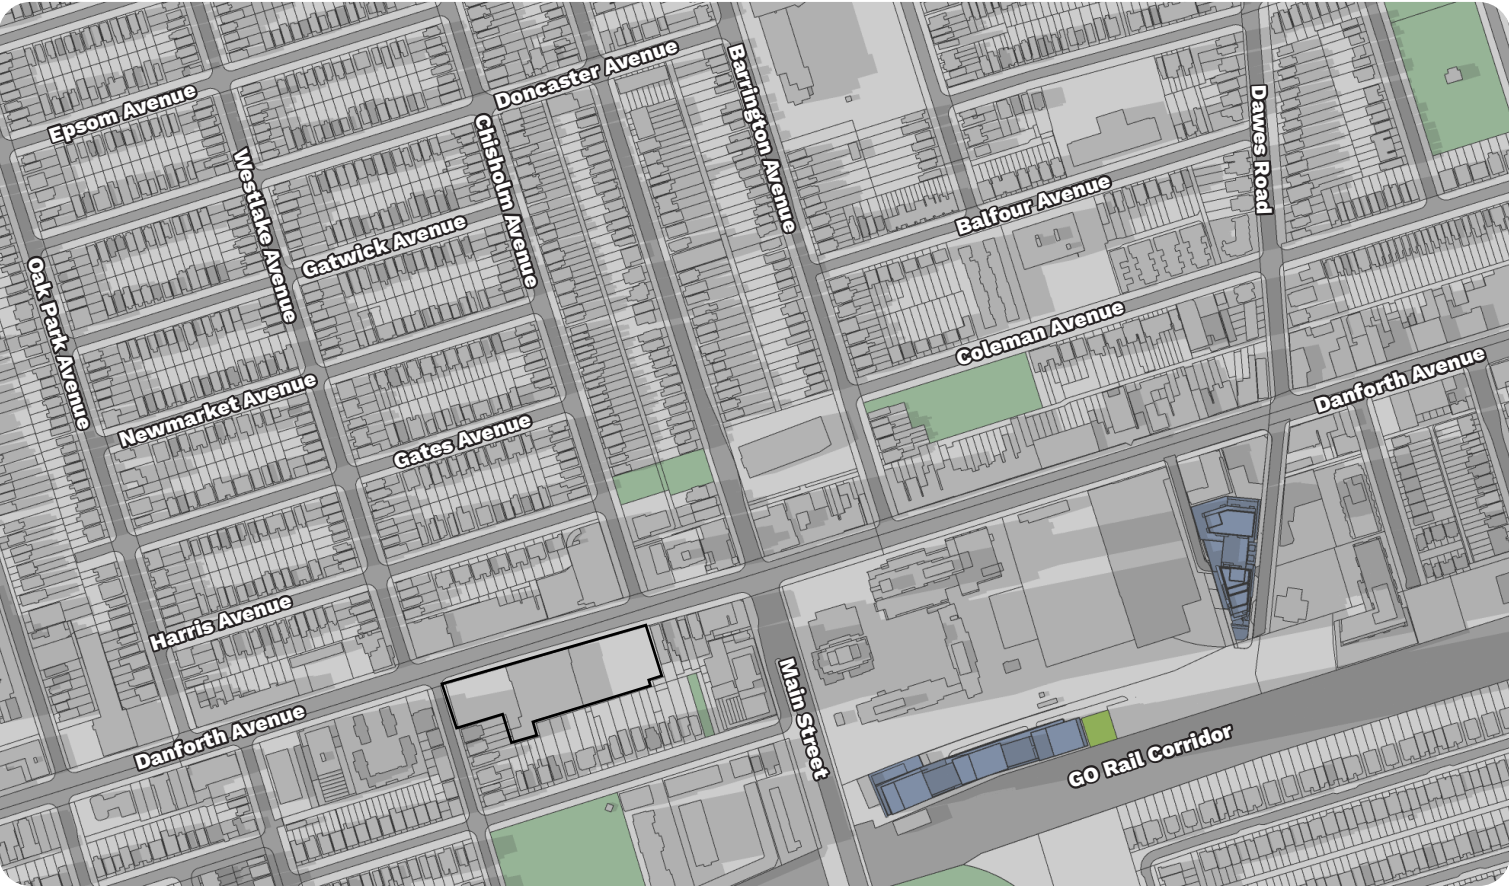 Doncaster Avenue
Epsom Avenue
Barrington Avenue
Dawes Road
Chisholm Avenue
Westlake Avenue
Balfour Avenue
Gatwick Avenue
Oak Park Avenue
Coleman Avenue
Danforth Avenue
Newmarket Avenue
Gates Avenue
Harris Avenue
Main Street
Danforth Avenue
GO Rail Corridor